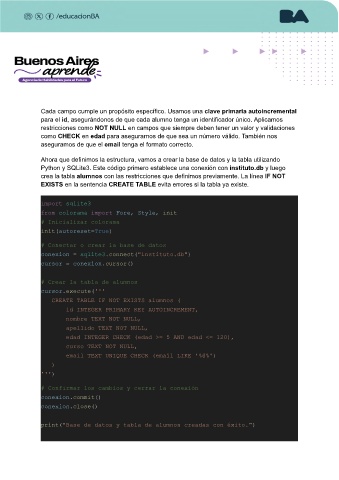 /educacionBA
BA
Buenos Aires
aprende
Agencia de Habilidades para el Futuro
Cada campo cumple un propósito específico. Usamos una clave primaria autoincremental
para el id, asegurándonos de que cada alumno tenga un identificador único. Aplicamos
restricciones como NOT NULL en campos que siempre deben tener un valor y validaciones
como CHECK en edad para asegurarnos de que sea un número válido. También nos
aseguramos de que el email tenga el formato correcto.
Ahora que definimos la estructura, vamos a crear la base de datos y la tabla utilizando
Python y SQLite3. Este código primero establece una conexión con instituto.db y luego
crea la tabla alumnos con las restricciones que definimos previamente. La línea IF NOT
EXISTS en la sentencia CREATE TABLE evita errores si la tabla ya existe.
import sqlite3
from colorama import Fore, Style, init
# Inicializar colorama
init(autoreset=True)
# Conectar o crear la base de datos
conexion = sqlite3.connect("instituto.db")
cursor = conexion.cursor()
# Crear la tabla de alumnos
cursor.execute('''
CREATE TABLE IF NOT EXISTS alumnos (
id INTEGER PRIMARY KEY AUTOINCREMENT,
nombre TEXT NOT NULL,
apellido TEXT NOT NULL,
edad INTEGER CHECK (edad >= 5 AND edad <= 120),
curso TEXT NOT NULL,
email TEXT UNIQUE CHECK (email LIKE '%@%')
)
''')
# Confirmar los cambios y cerrar la conexión
conexion.commit()
conexion.close()
print("Base de datos y tabla de alumnos creadas con éxito.")